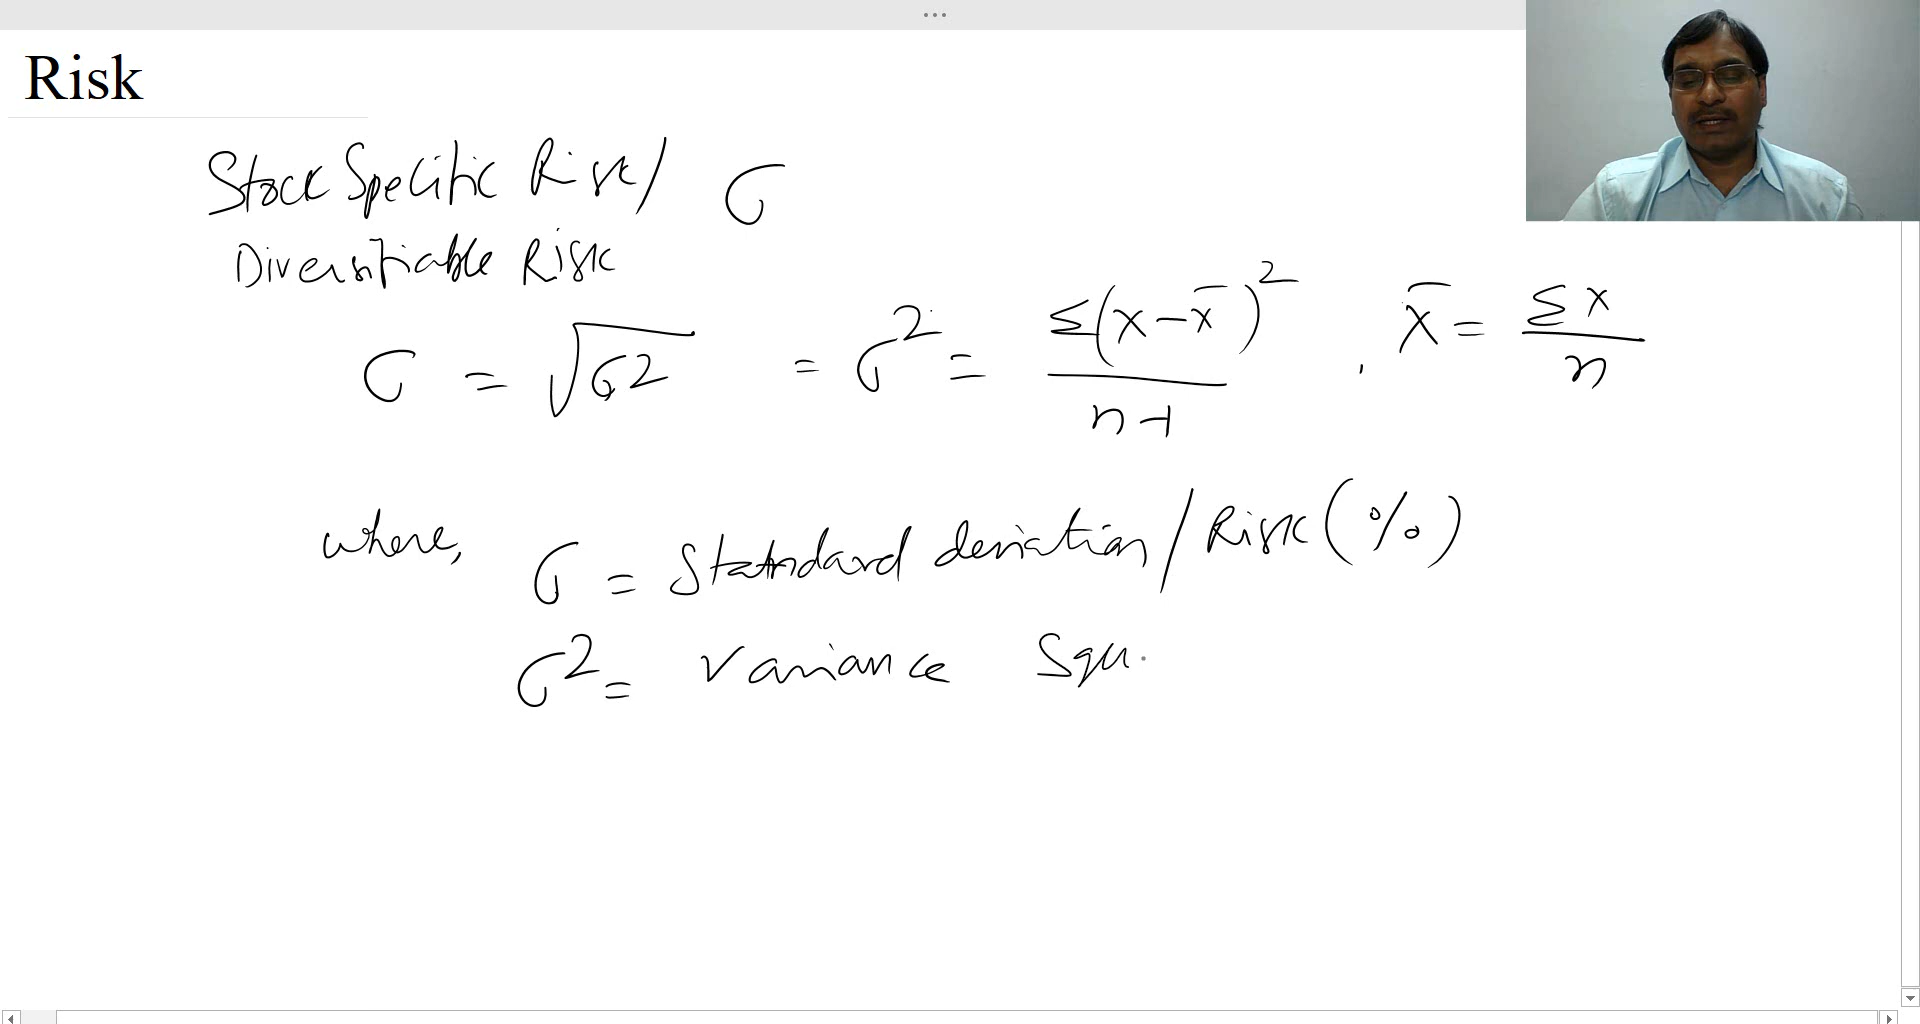 Risk
Stock Specific Risk/ σ
Diversifiable Risk
σ = √σ2 = σ² = Σ(x-x̄)² / n-1 , x̄ = Σx / n
where, σ = Standard deviation/Risk(%)
σ² = Variance Squ